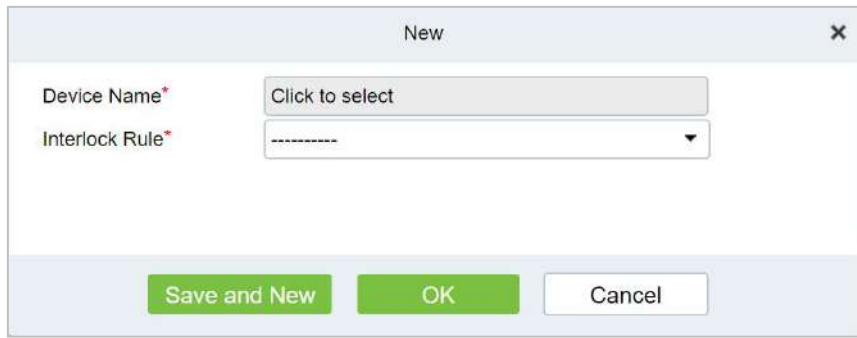 New
Device Name* Click to select
Interlock Rule* ----------
Save and New OK Cancel